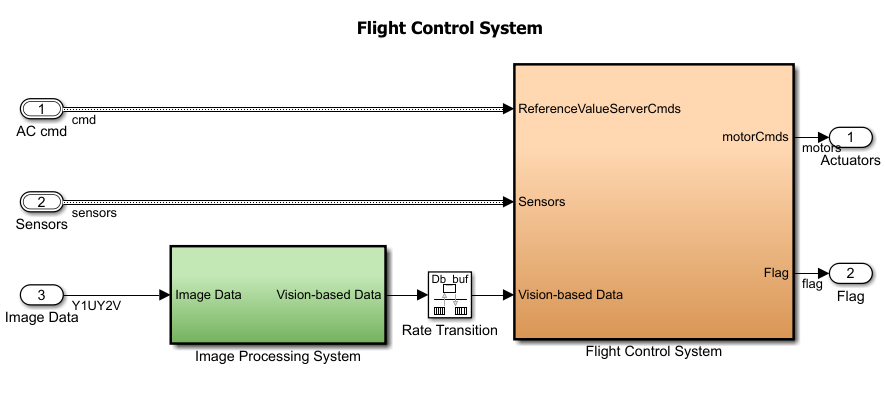 Flight Control System
1
cmd
AC cmd
ReferenceValueServerCmds
motorCmds
motors
1
Actuators
2
sensors
Sensors
Sensors
3
Y1UY2V
Image Data
Image Data
Vision-based Data
Image Processing System
Db_buf
Rate Transition
Vision-based Data
Flag
flag
2
Flag
Flight Control System